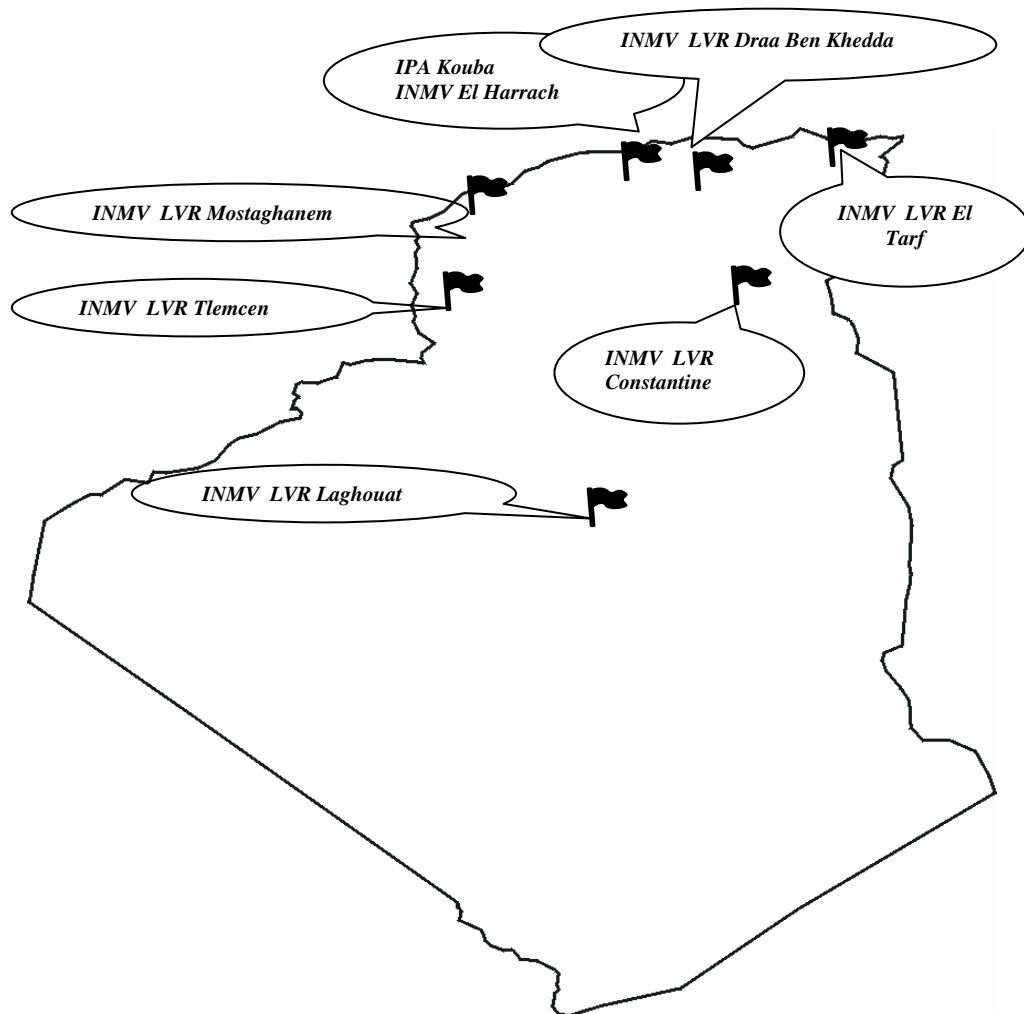 INMV LVR Draa Ben Khedda
IPA Kouba
INMV El Harrach
INMV LVR Mostaghanem
INMV LVR El
Tarf
INMV LVR Tlemcen
INMV LVR
Constantine
INMV LVR Laghouat